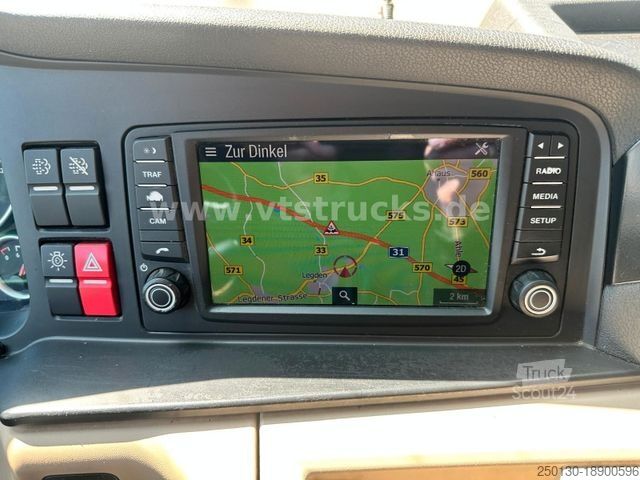 Zur Dinkel
TRAF
NAVI
CAM
RADIO
MEDIA
SETUP
35
Ahaus
560
www.vtstrucks.de
575
573
34
33
31
571
Legden
570
2D
Legdener-Strasse
2 km
Truck
Scout24
250130-18900596